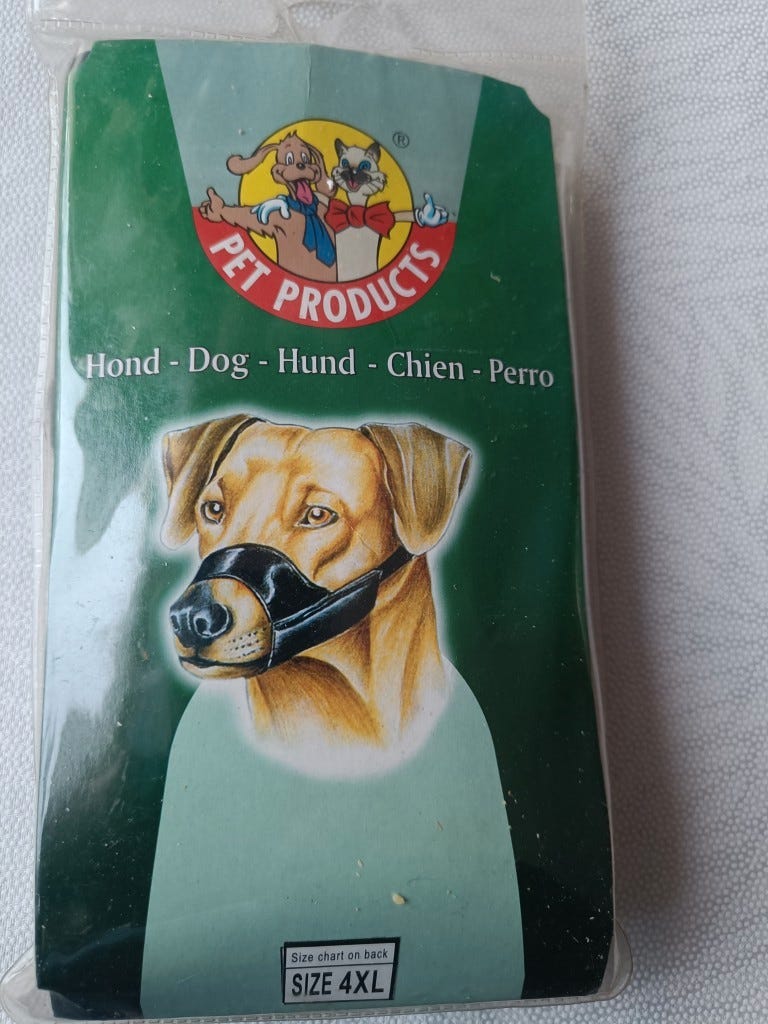 ®
PET PRODUCTS
Hond - Dog - Hund - Chien - Perro
Size chart on back
SIZE 4XL